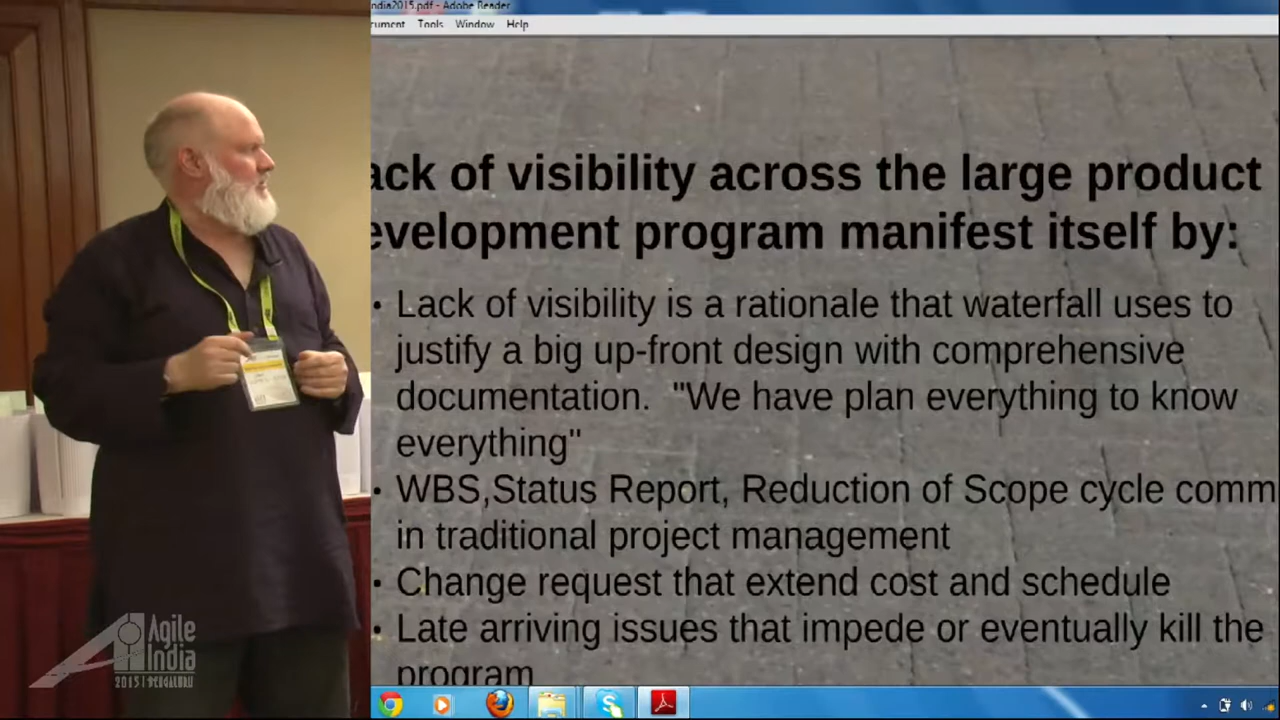 ndia2015.pdf - Adobe Reader
cument Tools Window Help
ack of visibility across the large product
evelopment program manifest itself by:
• Lack of visibility is a rationale that waterfall uses to
justify a big up-front design with comprehensive
documentation. "We have plan everything to know
everything"
• WBS,Status Report, Reduction of Scope cycle comm
in traditional project management
• Change request that extend cost and schedule
• Late arriving issues that impede or eventually kill the
program
Agile
India
2015 | BENGALURU